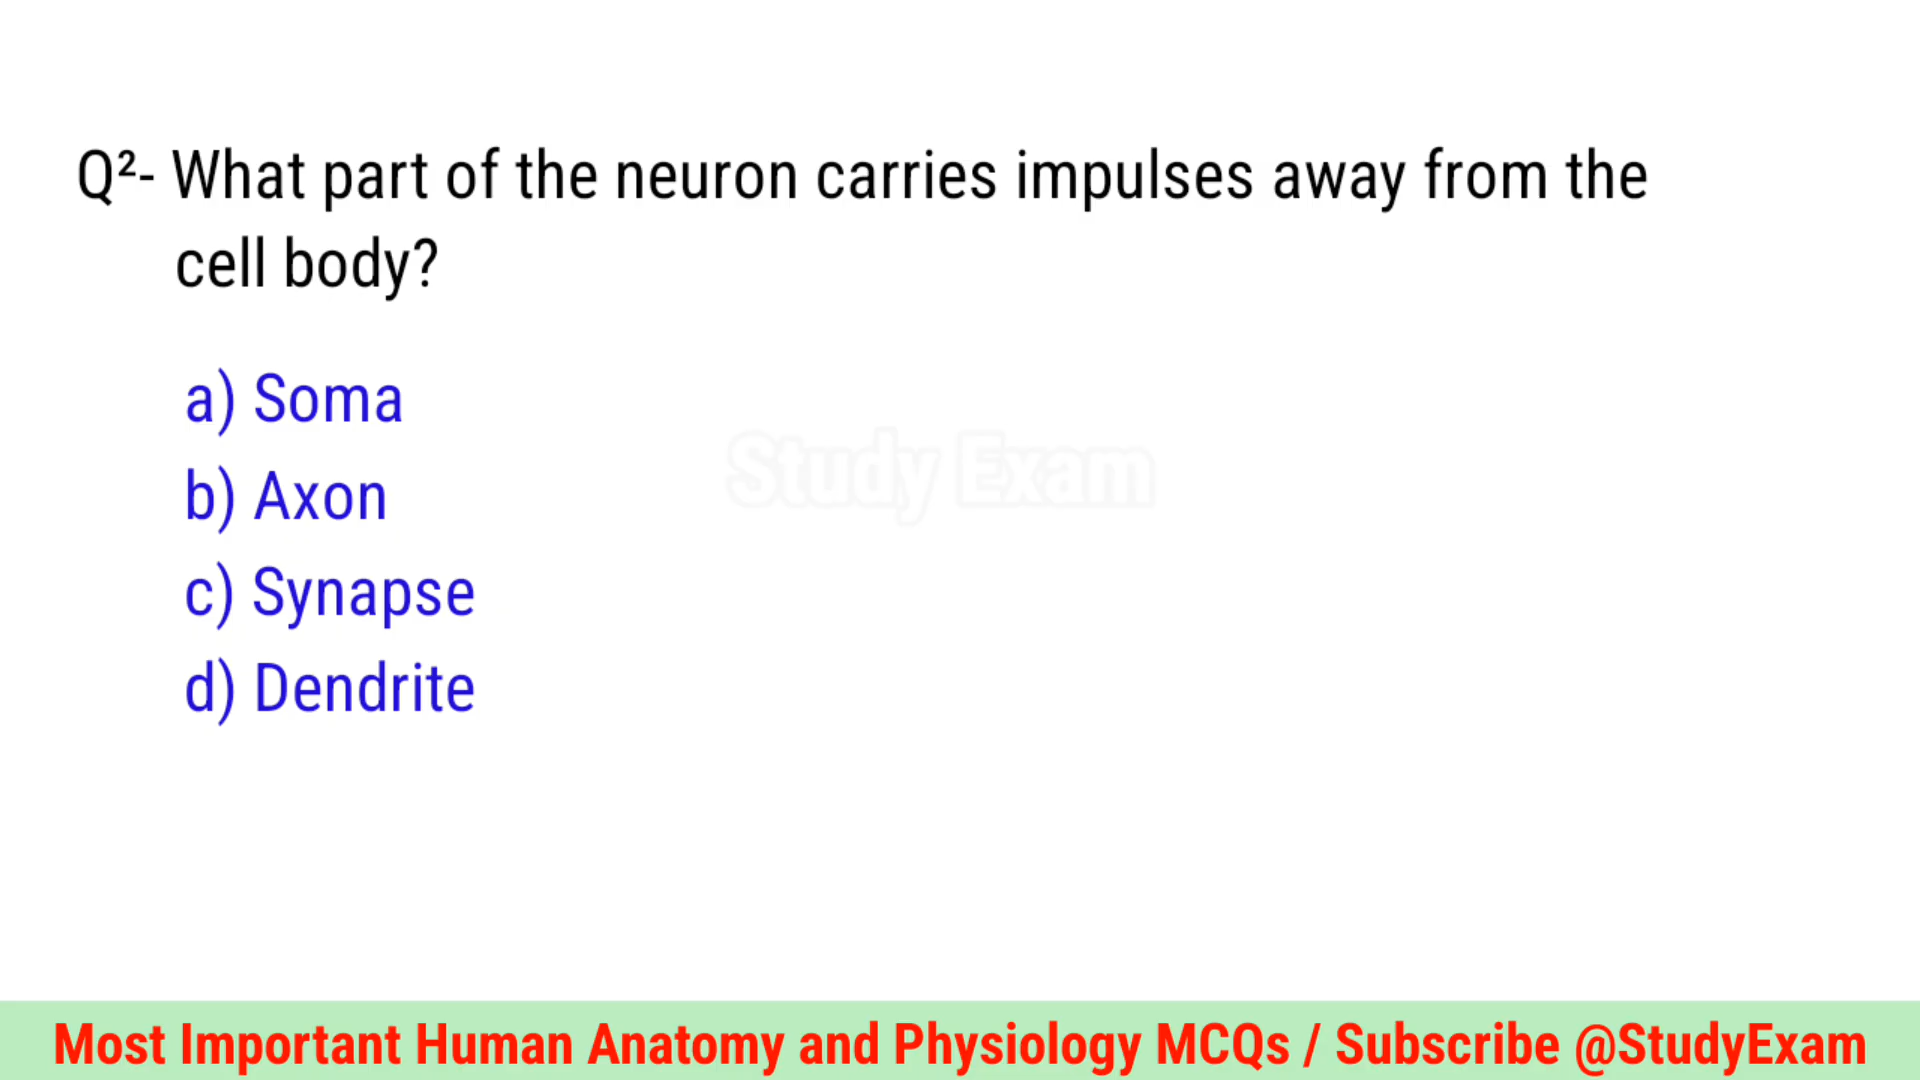 Q²- What part of the neuron carries impulses away from the
cell body?
a) Soma
Study Exam
b) Axon
c) Synapse
d) Dendrite
Most Important Human Anatomy and Physiology MCQs / Subscribe @StudyExam